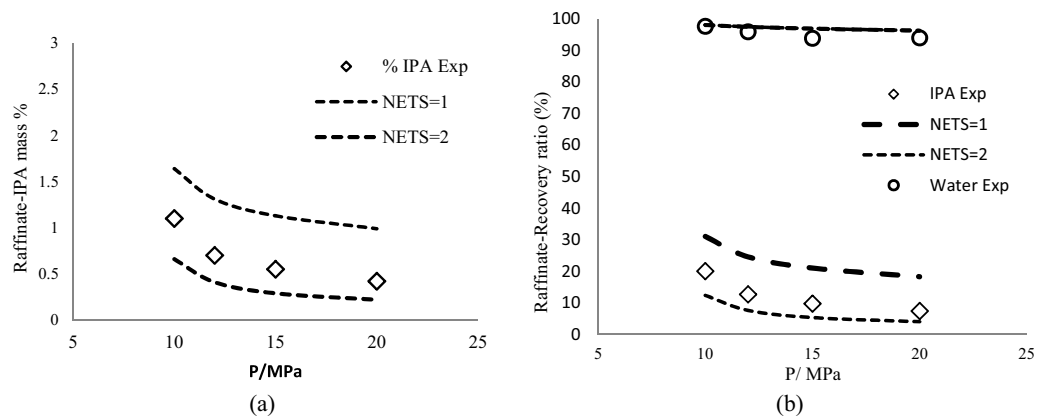 3
2.5
2
1.5
1
0.5
0
5
10
15
20
25
Raffinate-IPA mass %
P/MPa
% IPA Exp
NETS=1
NETS=2
(a)
100
90
80
70
60
50
40
30
20
10
0
5
10
15
20
25
Raffinate-Recovery ratio (%)
P/ MPa
IPA Exp
NETS=1
NETS=2
Water Exp
(b)